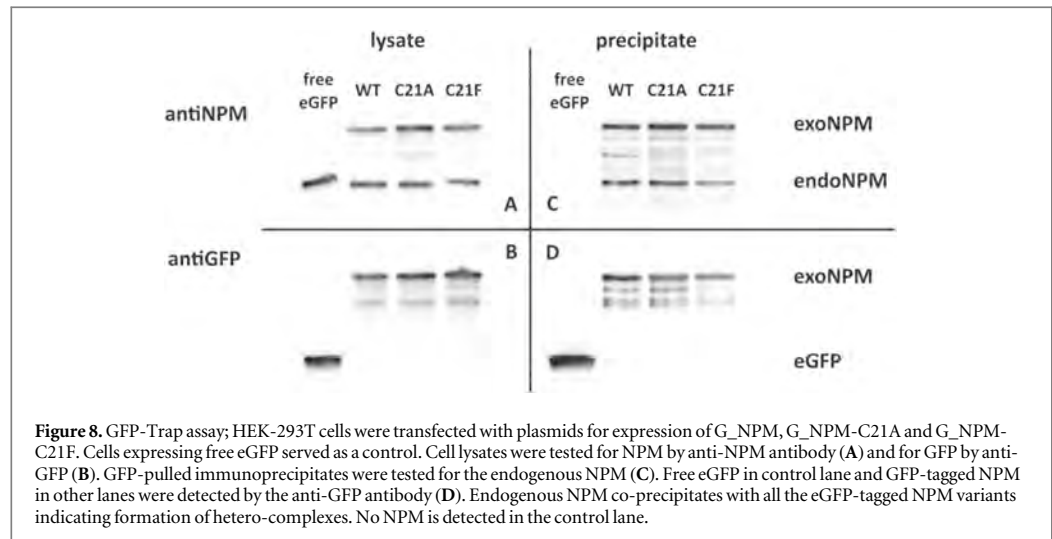 lysate
precipitate
free
eGFP
WT
C21A
C21F
free
eGFP
WT
C21A
C21F
antiNPM
exoNPM
endoNPM
A
C
antiGFP
B
D
exoNPM
eGFP
Figure 8. GFP-Trap assay; HEK-293T cells were transfected with plasmids for expression of G_NPM, G_NPM-C21A and G_NPM-
C21F. Cells expressing free eGFP served as a control. Cell lysates were tested for NPM by anti-NPM antibody (A) and for GFP by anti-
GFP (B). GFP-pulled immunoprecipitates were tested for the endogenous NPM (C). Free eGFP in control lane and GFP-tagged NPM
in other lanes were detected by the anti-GFP antibody (D). Endogenous NPM co-precipitates with all the eGFP-tagged NPM variants
indicating formation of hetero-complexes. No NPM is detected in the control lane.